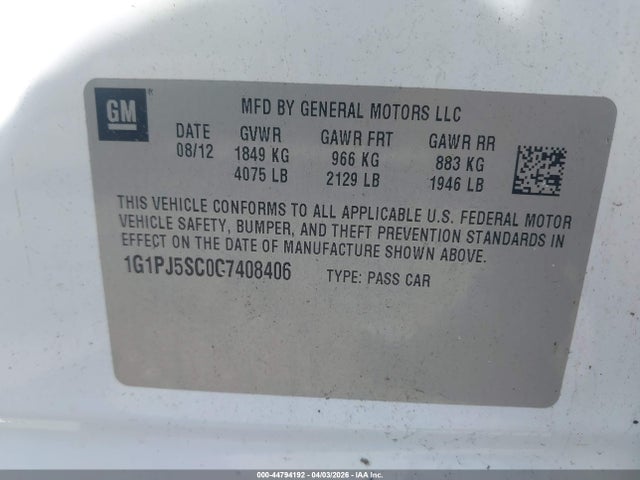 GM
MFD BY GENERAL MOTORS LLC
DATE GVWR GAWR FRT GAWR RR
08/12 1849 KG 966 KG 883 KG
4075 LB 2129 LB 1946 LB
THIS VEHICLE CONFORMS TO ALL APPLICABLE U.S. FEDERAL MOTOR
VEHICLE SAFETY, BUMPER, AND THEFT PREVENTION STANDARDS IN
EFFECT ON THE DATE OF MANUFACTURE SHOWN ABOVE.
1G1PJ5SC0C7408406 TYPE: PASS CAR
000-44794192 - 04/03/2026 - IAA Inc.